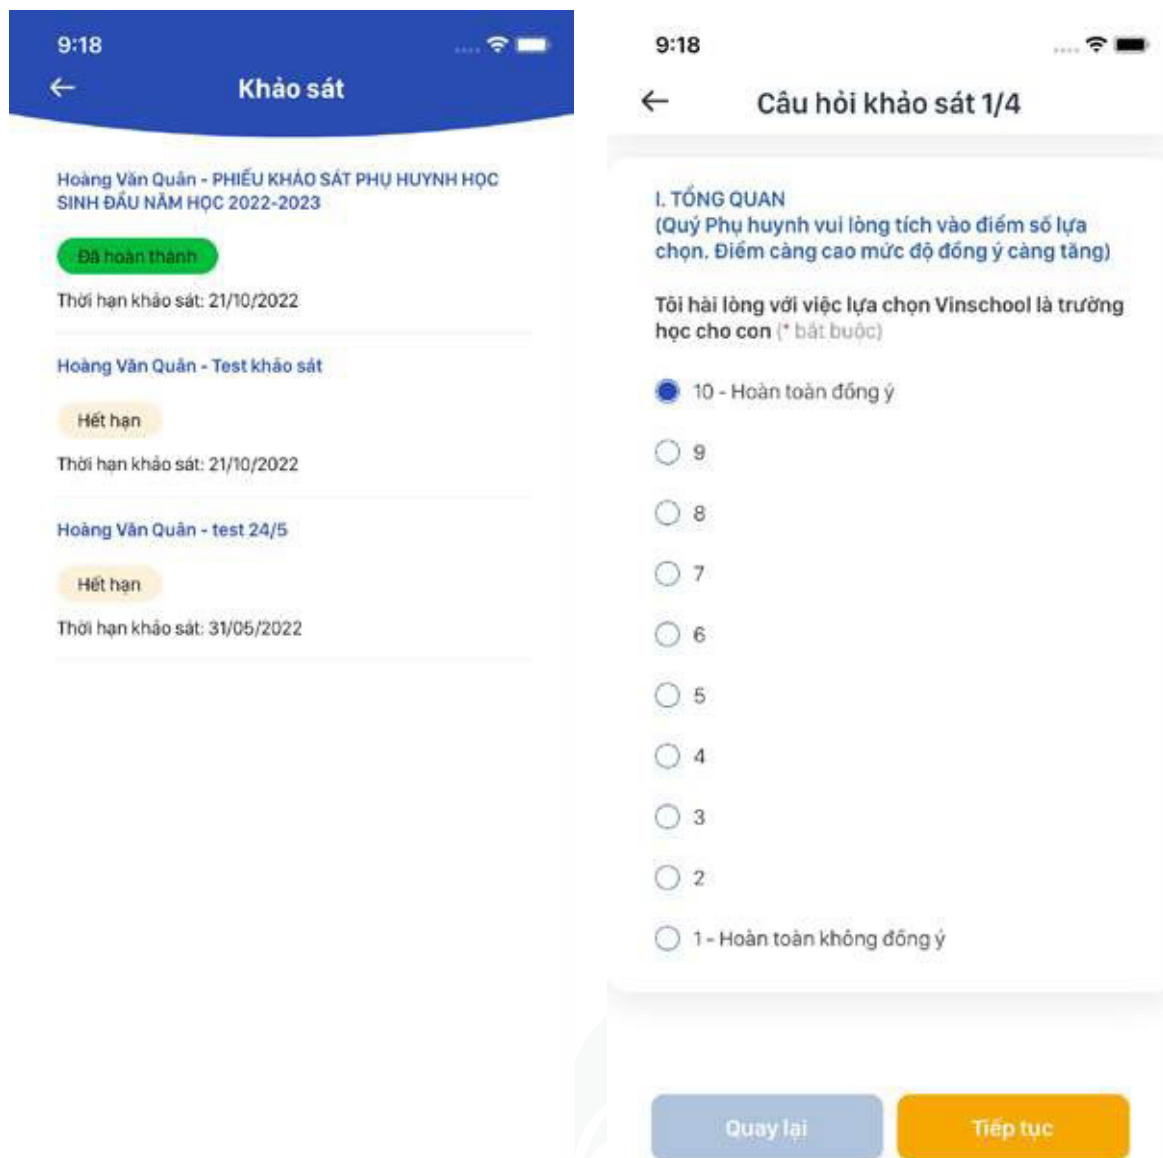 9:18
Khảo sát
Hoàng Văn Quân - PHIẾU KHẢO SÁT PHỤ HUYNH HỌC
SINH ĐẦU NĂM HỌC 2022-2023
Đã hoàn thành
Thời hạn khảo sát: 21/10/2022
Hoàng Văn Quân - Test khảo sát
Hết hạn
Thời hạn khảo sát: 21/10/2022
Hoàng Văn Quân - test 24/5
Hết hạn
Thời hạn khảo sát: 31/05/2022
9:18
Câu hỏi khảo sát 1/4
I. TỔNG QUAN
(Quý Phụ huynh vui lòng tích vào điểm số lựa
chọn. Điểm càng cao mức độ đồng ý càng tăng)
Tôi hài lòng với việc lựa chọn Vinschool là trường
học cho con (* bắt buộc)
10 - Hoàn toàn đồng ý
9
8
7
6
5
4
3
2
1 - Hoàn toàn không đồng ý
Quay lại
Tiếp tục